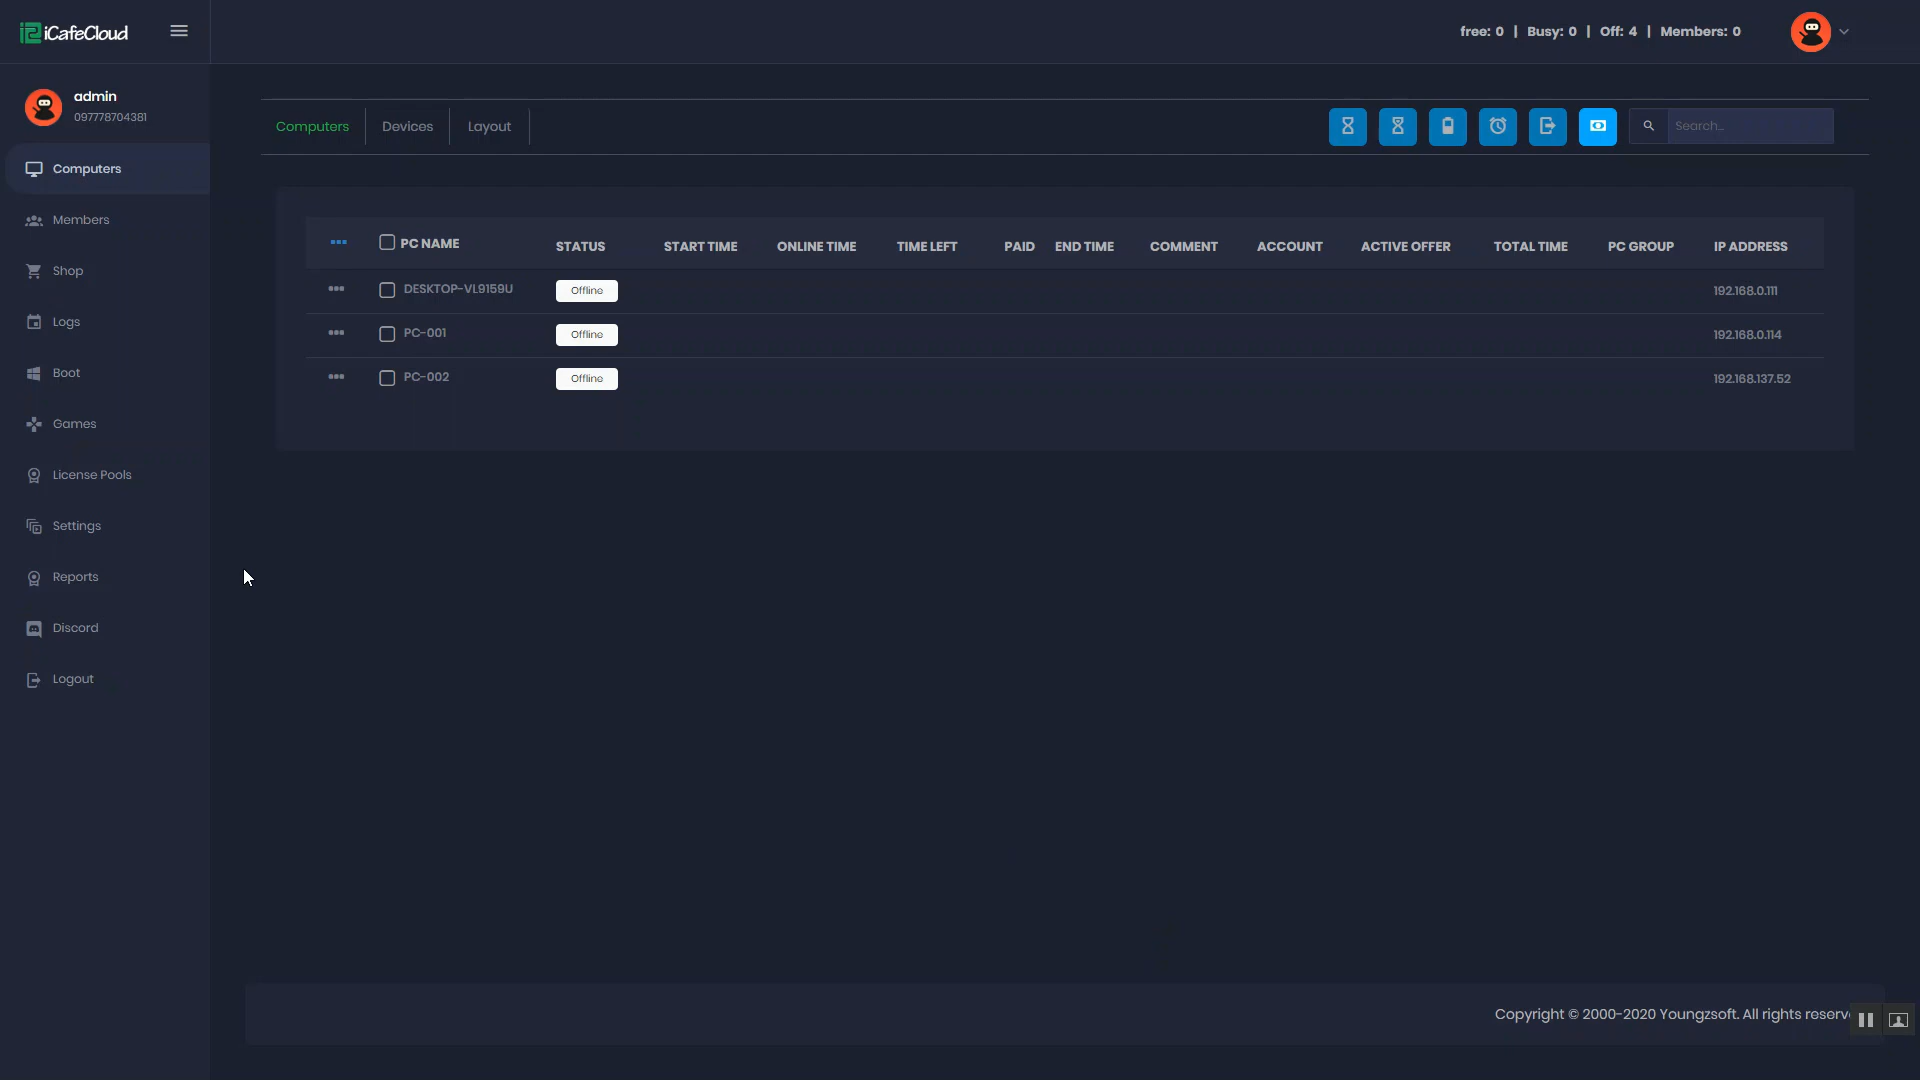 iCafeCloud
free: 0 | Busy: 0 | Off: 4 | Members: 0
admin
097778704381
Computers
Members
Shop
Logs
Boot
Games
License Pools
Settings
Reports
Discord
Logout
Computers Devices Layout
Search...
PC NAME STATUS START TIME ONLINE TIME TIME LEFT PAID END TIME COMMENT ACCOUNT ACTIVE OFFER TOTAL TIME PC GROUP IP ADDRESS
DESKTOP-VL9159U Offline 192.168.0.111
PC-001 Offline 192.168.0.114
PC-002 Offline 192.168.137.52
Copyright © 2000-2020 Youngzsoft. All rights reserv